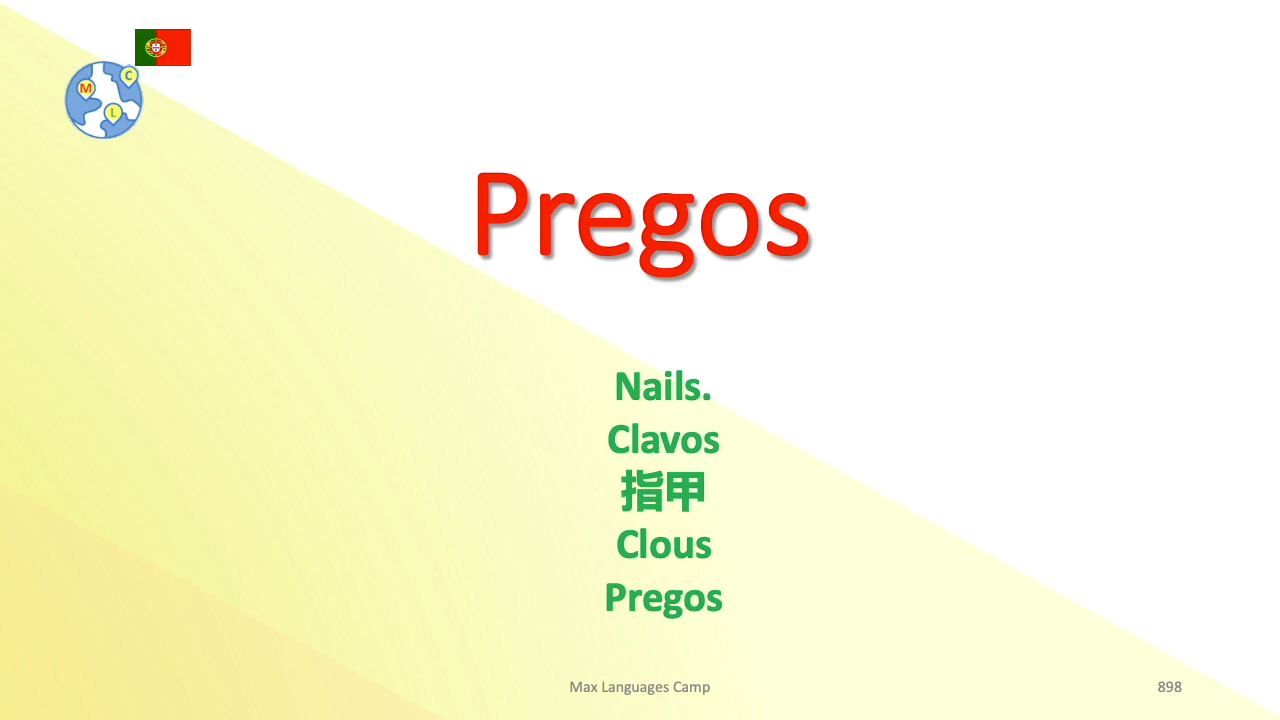 C
M
L
Pregos
Nails.
Clavos
指甲
Clous
Pregos
Max Languages Camp
898